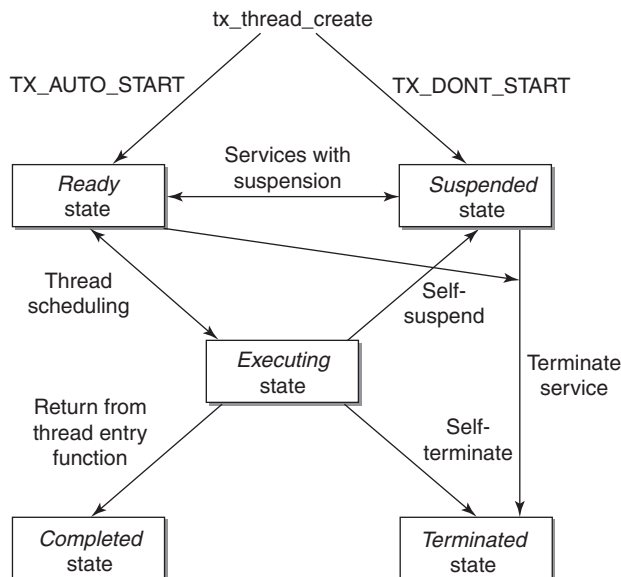 tx_thread_create
TX_AUTO_START
TX_DONT_START
Services with
suspension
Ready
state
Suspended
state
Thread
scheduling
Self-
suspend
Executing
state
Terminate
service
Return from
thread entry
function
Self-
terminate
Completed
state
Terminated
state